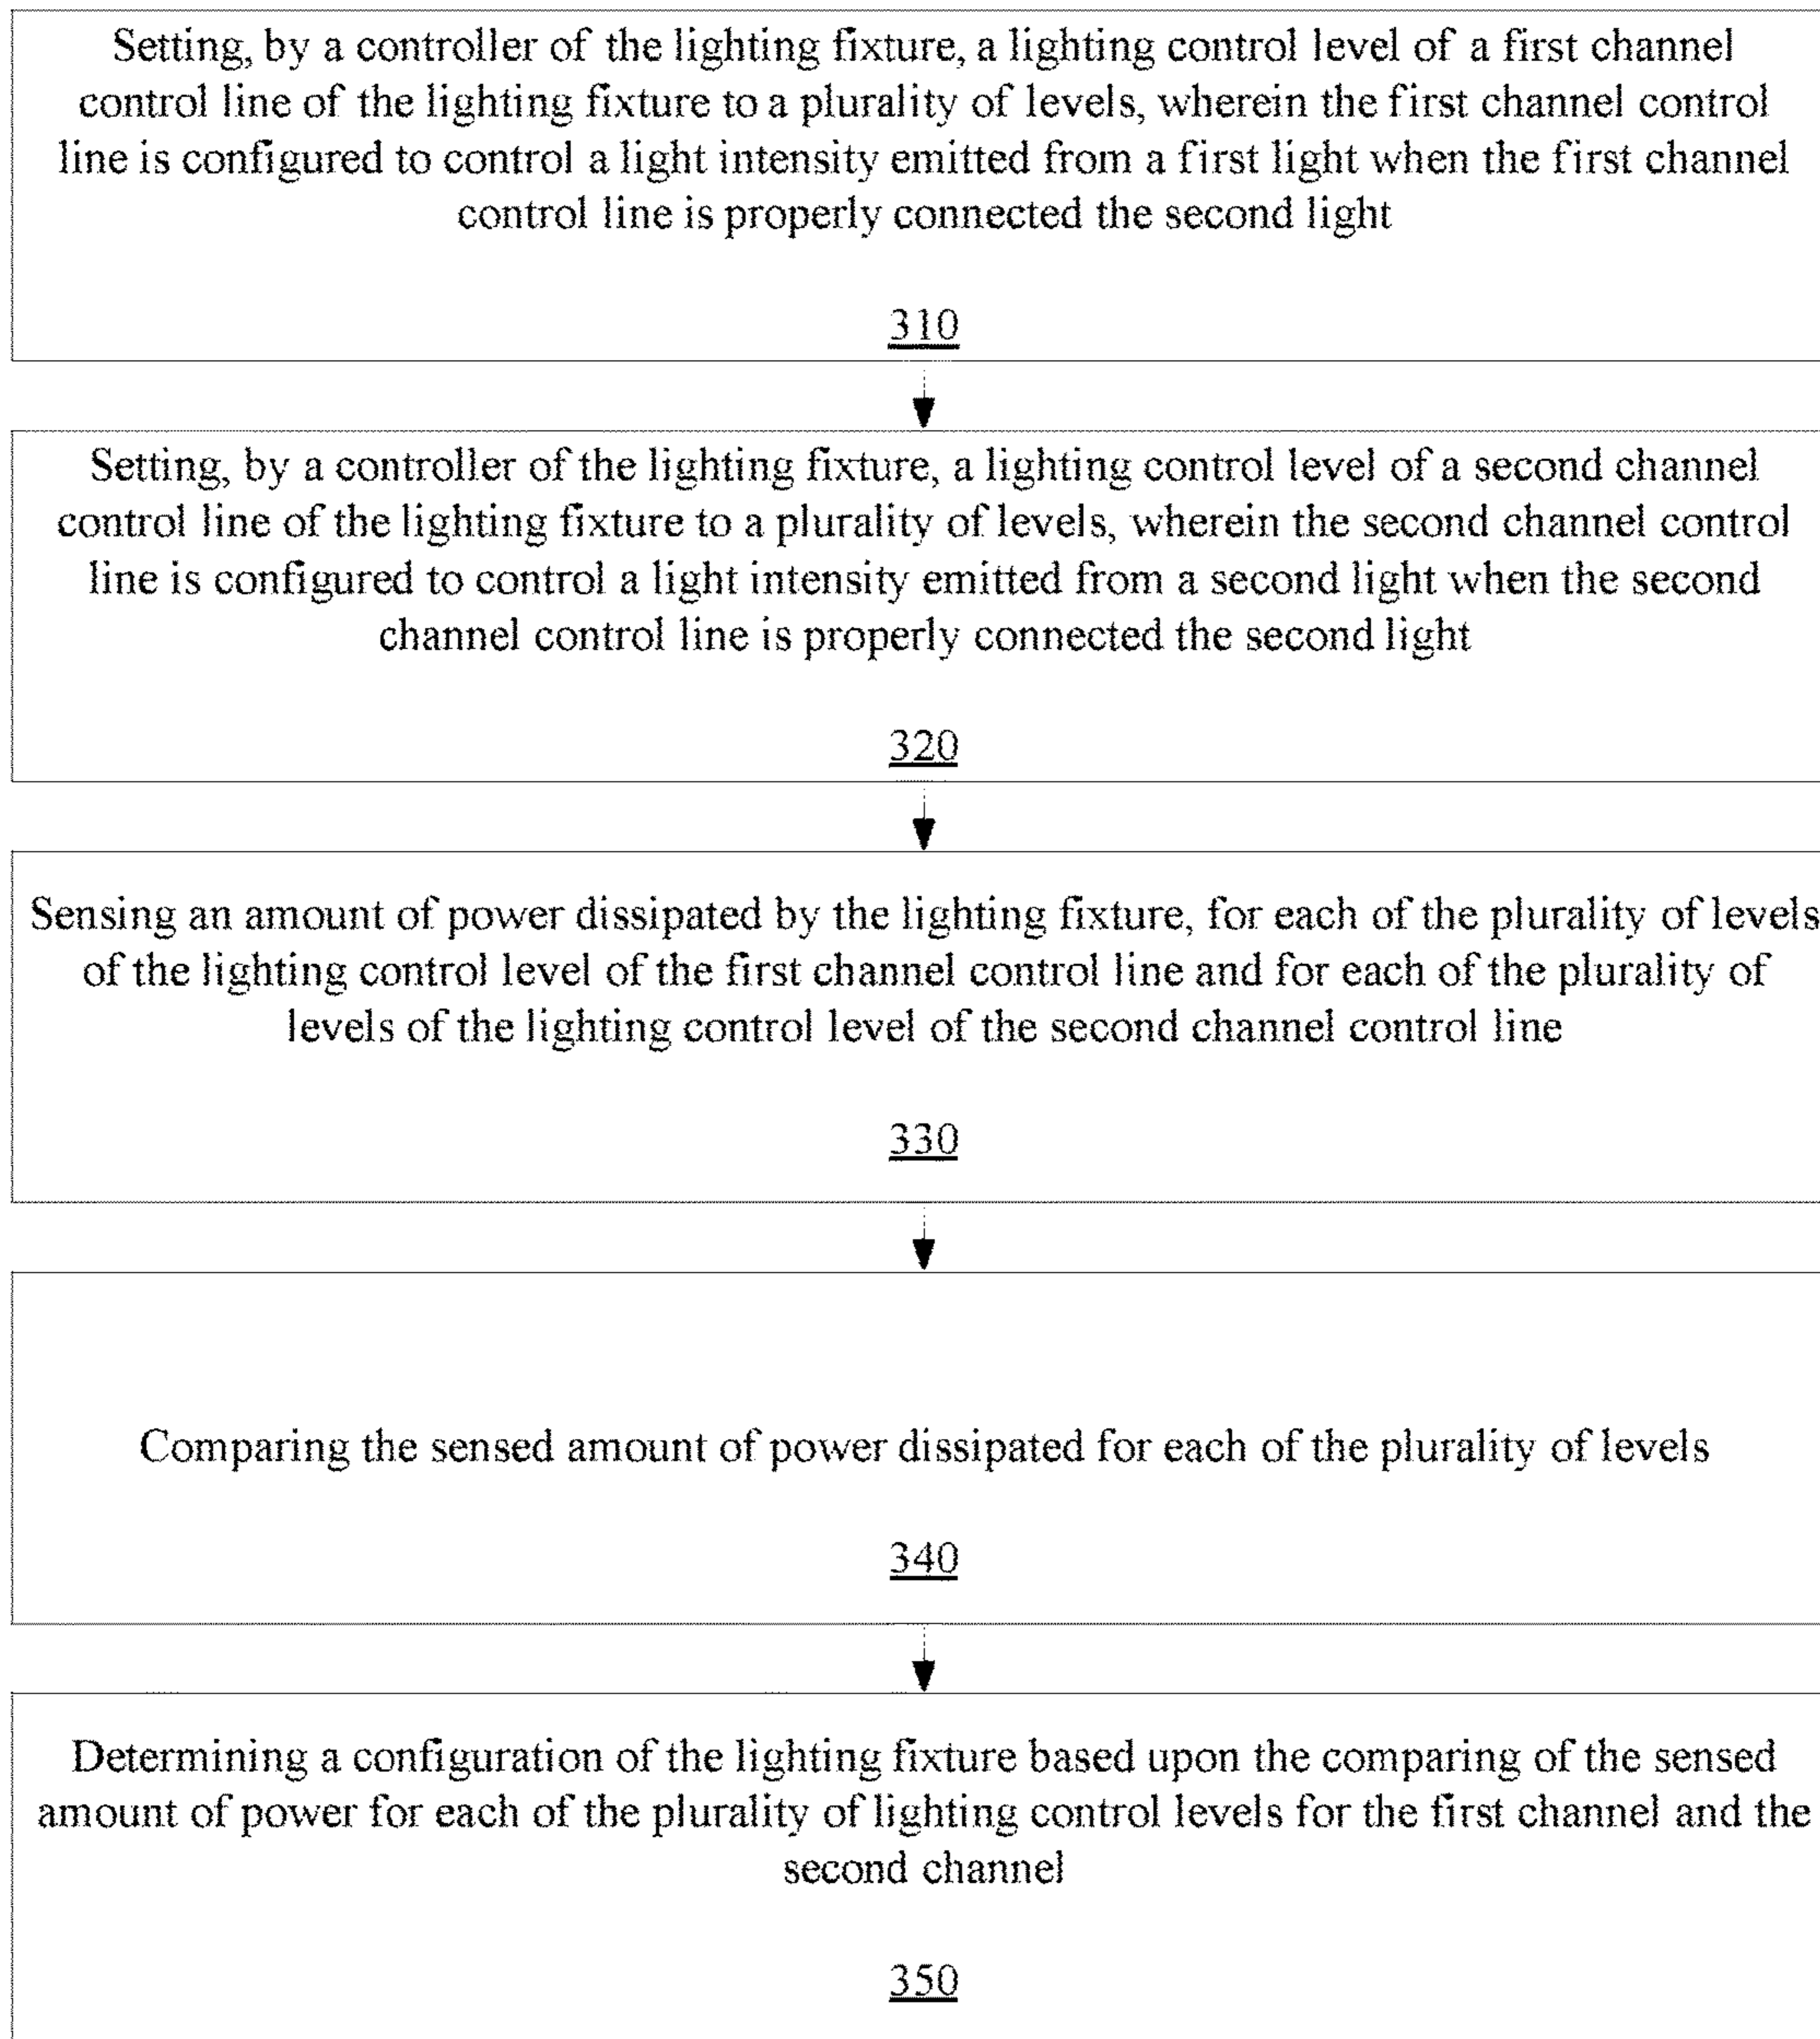 Setting, by a controller of the lighting fixture, a lighting control level of a first channel
control line of the lighting fixture to a plurality of levels, wherein the first channel control
line is configured to control a light intensity emitted from a first light when the first channel
control line is properly connected the second light
310
Setting, by a controller of the lighting fixture, a lighting control level of a second channel
control line of the lighting fixture to a plurality of levels, wherein the second channel control
line is configured to control a light intensity emitted from a second light when the second
channel control line is properly connected the second light
320
Sensing an amount of power dissipated by the lighting fixture, for each of the plurality of levels
of the lighting control level of the first channel control line and for each of the plurality of
levels of the lighting control level of the second channel control line
330
Comparing the sensed amount of power dissipated for each of the plurality of levels
340
Determining a configuration of the lighting fixture based upon the comparing of the sensed
amount of power for each of the plurality of lighting control levels for the first channel and the
second channel
350